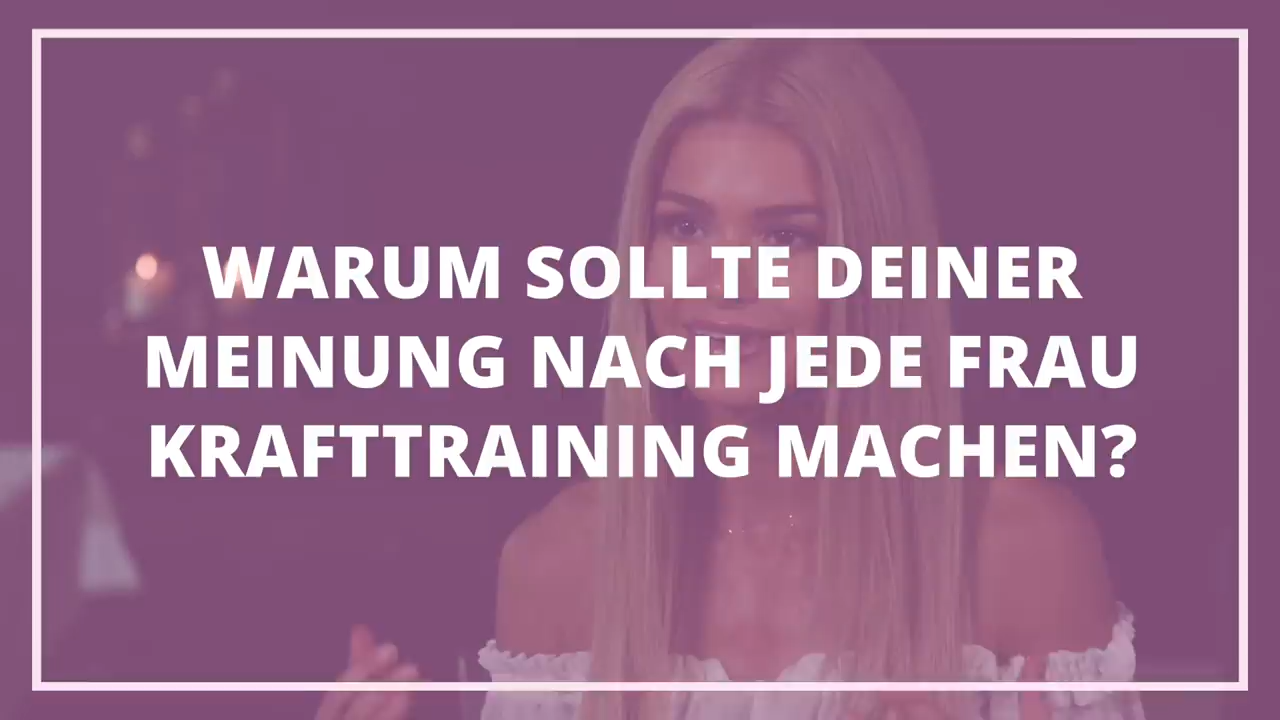 WARUM SOLLTE DEINER
MEINUNG NACH JEDE FRAU
KRAFTTRAINING MACHEN?